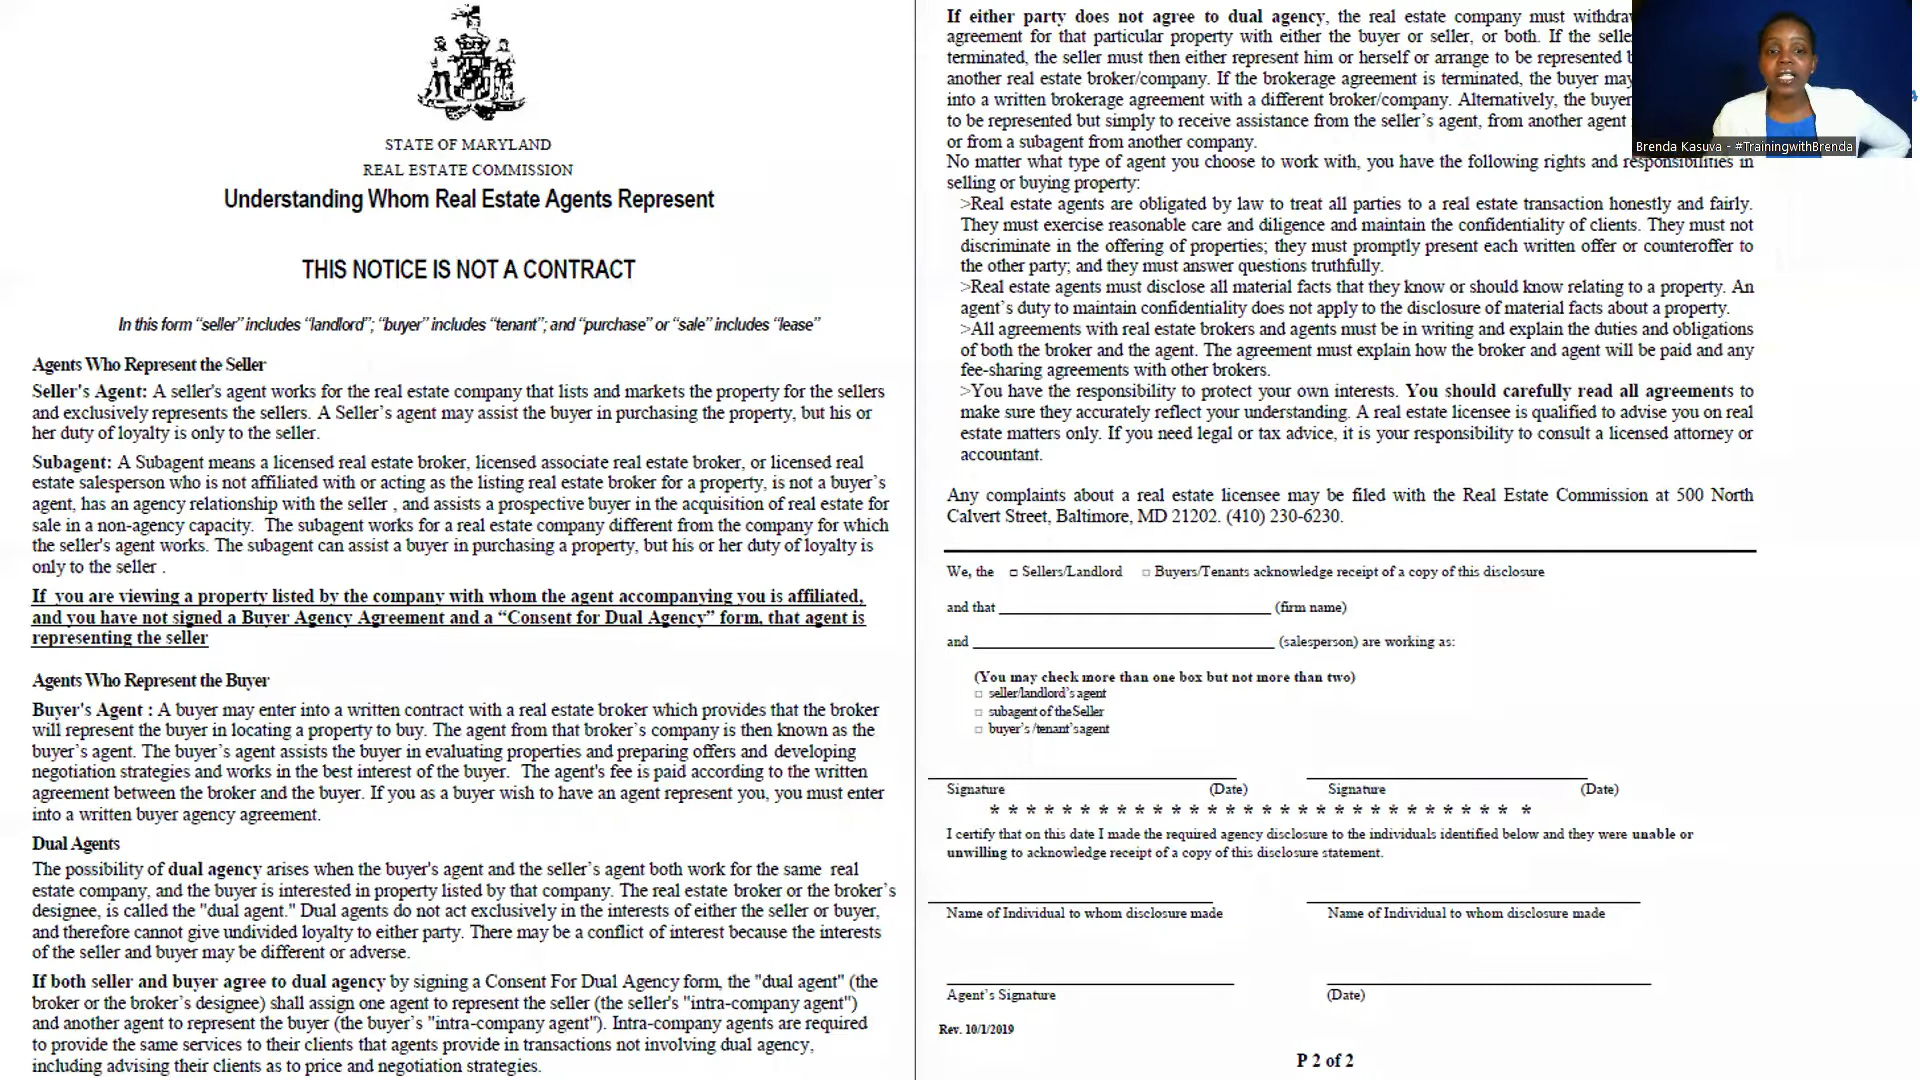 STATE OF MARYLAND
REAL ESTATE COMMISSION
Understanding Whom Real Estate Agents Represent
THIS NOTICE IS NOT A CONTRACT
In this form “seller” includes “landlord”; “buyer” includes “tenant”; and “purchase” or “sale” includes “lease”
Agents Who Represent the Seller
Seller's Agent: A seller's agent works for the real estate company that lists and markets the property for the sellers
and exclusively represents the sellers. A Seller’s agent may assist the buyer in purchasing the property, but his or
her duty of loyalty is only to the seller.
Subagent: A Subagent means a licensed real estate broker, licensed associate real estate broker, or licensed real
estate salesperson who is not affiliated with or acting as the listing real estate broker for a property, is not a buyer’s
agent, has an agency relationship with the seller , and assists a prospective buyer in the acquisition of real estate for
sale in a non-agency capacity. The subagent works for a real estate company different from the company for which
the seller's agent works. The subagent can assist a buyer in purchasing a property, but his or her duty of loyalty is
only to the seller .
If you are viewing a property listed by the company with whom the agent accompanying you is affiliated,
and you have not signed a Buyer Agency Agreement and a “Consent for Dual Agency” form, that agent is
representing the seller
Agents Who Represent the Buyer
Buyer's Agent : A buyer may enter into a written contract with a real estate broker which provides that the broker
will represent the buyer in locating a property to buy. The agent from that broker’s company is then known as the
buyer’s agent. The buyer’s agent assists the buyer in evaluating properties and preparing offers and developing
negotiation strategies and works in the best interest of the buyer. The agent's fee is paid according to the written
agreement between the broker and the buyer. If you as a buyer wish to have an agent represent you, you must enter
into a written buyer agency agreement.
Dual Agents
The possibility of dual agency arises when the buyer's agent and the seller’s agent both work for the same real
estate company, and the buyer is interested in property listed by that company. The real estate broker or the broker’s
designee, is called the "dual agent." Dual agents do not act exclusively in the interests of either the seller or buyer,
and therefore cannot give undivided loyalty to either party. There may be a conflict of interest because the interests
of the seller and buyer may be different or adverse.
If both seller and buyer agree to dual agency by signing a Consent For Dual Agency form, the "dual agent" (the
broker or the broker’s designee) shall assign one agent to represent the seller (the seller's "intra-company agent")
and another agent to represent the buyer (the buyer’s "intra-company agent"). Intra-company agents are required
to provide the same services to their clients that agents provide in transactions not involving dual agency,
including advising their clients as to price and negotiation strategies.
If either party does not agree to dual agency, the real estate company must
agreement for that particular property with either the buyer or seller, or both. If the
terminated, the seller must then either represent him or herself or arrange to be represented
another real estate broker/company. If the brokerage agreement is terminated, the buyer may
into a written brokerage agreement with a different broker/company. Alternatively, the buyer
to be represented but simply to receive assistance from the seller’s agent, from another agent
or from a subagent from another company.
No matter what type of agent you choose to work with, you have the following rights and responsibilities in
selling or buying property:
>Real estate agents are obligated by law to treat all parties to a real estate transaction honestly and fairly.
They must exercise reasonable care and diligence and maintain the confidentiality of clients. They must not
discriminate in the offering of properties; they must promptly present each written offer or counteroffer to
the other party; and they must answer questions truthfully.
>Real estate agents must disclose all material facts that they know or should know relating to a property. An
agent’s duty to maintain confidentiality does not apply to the disclosure of material facts about a property.
>All agreements with real estate brokers and agents must be in writing and explain the duties and obligations
of both the broker and the agent. The agreement must explain how the broker and agent will be paid and any
fee-sharing agreements with other brokers.
>You have the responsibility to protect your own interests. You should carefully read all agreements to
make sure they accurately reflect your understanding. A real estate licensee is qualified to advise you on real
estate matters only. If you need legal or tax advice, it is your responsibility to consult a licensed attorney or
accountant.
Any complaints about a real estate licensee may be filed with the Real Estate Commission at 500 North
Calvert Street, Baltimore, MD 21202. (410) 230-6230.
We, the □ Sellers/Landlord □ Buyers/Tenants acknowledge receipt of a copy of this disclosure
and that ______________ (firm name)
and ______________ (salesperson) are working as:
(You may check more than one box but not more than two)
□ seller/landlord’s agent
□ subagent of the Seller
□ buyer’s /tenant’s agent
Signature (Date) Signature (Date)
* * * * * * * * * * * * * * * * * * * * * * * * * * * * * *
I certify that on this date I made the required agency disclosure to the individuals identified below and they were unable or
unwilling to acknowledge receipt of a copy of this disclosure statement.
Name of Individual to whom disclosure made Name of Individual to whom disclosure made
Agent’s Signature (Date)
Rev. 10/1/2019
P 2 of 2
Brenda Kasuva - #TrainingwithBrenda